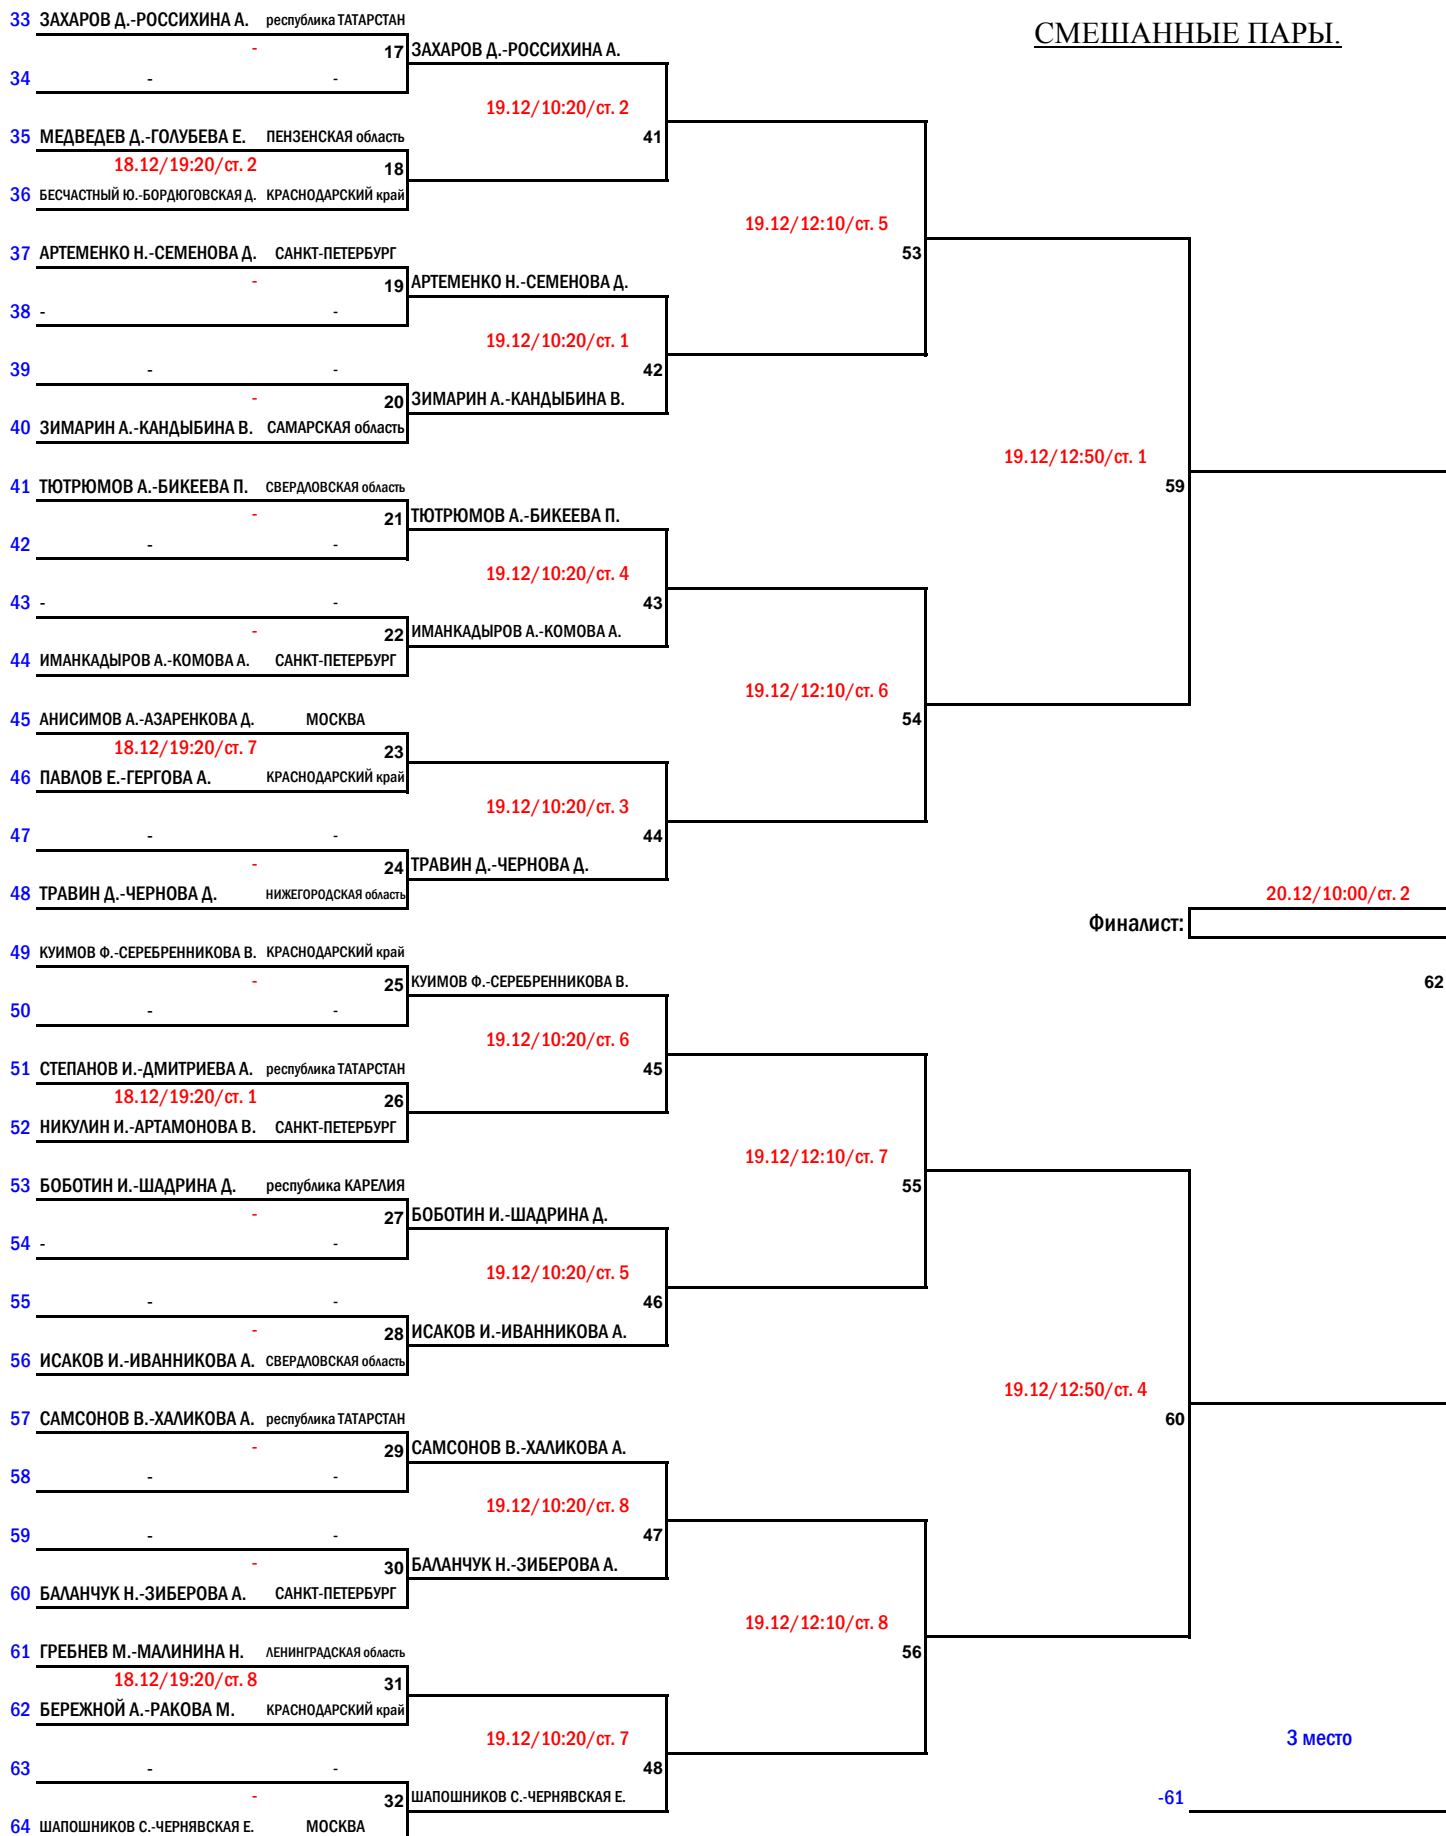 33 ЗАХАРОВ Д.-РОССИХИНА А. республика ТАТАРСТАН
СМЕШАННЫЕ ПАРЫ.
- 17 ЗАХАРОВ Д.-РОССИХИНА А.
34 - -
19.12/10:20/ст. 2
35 МЕДВЕДЕВ Д.-ГОЛУБЕВА Е. ПЕНЗЕНСКАЯ область 41
18.12/19:20/ст. 2 18
36 БЕСЧАСТНЫЙ Ю.-БОРДЮГОВСКАЯ Д. КРАСНОДАРСКИЙ край
19.12/12:10/ст. 5
37 АРТЕМЕНКО Н.-СЕМЕНОВА Д. САНКТ-ПЕТЕРБУРГ 53
- 19 АРТЕМЕНКО Н.-СЕМЕНОВА Д.
38 - -
19.12/10:20/ст. 1
39 - - 42
- 20 ЗИМАРИН А.-КАНДЫБИНА В.
40 ЗИМАРИН А.-КАНДЫБИНА В. САМАРСКАЯ область
19.12/12:50/ст. 1
41 ТЮТРЮМОВ А.-БИКЕЕВА П. СВЕРДЛОВСКАЯ область 59
- 21 ТЮТРЮМОВ А.-БИКЕЕВА П.
42 - -
19.12/10:20/ст. 4
43 - - 43
- 22 ИМАНКАДЫРОВ А.-КОМОВА А.
44 ИМАНКАДЫРОВ А.-КОМОВА А. САНКТ-ПЕТЕРБУРГ
19.12/12:10/ст. 6
45 АНИСИМОВ А.-АЗАРЕНКОВА Д. МОСКВА 54
18.12/19:20/ст. 7 23
46 ПАВЛОВ Е.-ГЕРГОВА А. КРАСНОДАРСКИЙ край
19.12/10:20/ст. 3
47 - - 44
- 24 ТРАВИН Д.-ЧЕРНОВА Д.
48 ТРАВИН Д.-ЧЕРНОВА Д. НИЖЕГОРОДСКАЯ область 20.12/10:00/ст. 2
Финалист:
49 КУИМОВ Ф.-СЕРЕБРЕННИКОВА В. КРАСНОДАРСКИЙ край
- 25 КУИМОВ Ф.-СЕРЕБРЕННИКОВА В. 62
50 - -
19.12/10:20/ст. 6
51 СТЕПАНОВ И.-ДМИТРИЕВА А. республика ТАТАРСТАН 45
18.12/19:20/ст. 1 26
52 НИКУЛИН И.-АРТАМОНОВА В. САНКТ-ПЕТЕРБУРГ
19.12/12:10/ст. 7
53 БОБОТИН И.-ШАДРИНА Д. республика КАРЕЛИЯ 55
- 27 БОБОТИН И.-ШАДРИНА Д.
54 - -
19.12/10:20/ст. 5
55 - - 46
- 28 ИСАКОВ И.-ИВАННИКОВА А.
56 ИСАКОВ И.-ИВАННИКОВА А. СВЕРДЛОВСКАЯ область
19.12/12:50/ст. 4
57 САМСОНОВ В.-ХАЛИКОВА А. республика ТАТАРСТАН 60
- 29 САМСОНОВ В.-ХАЛИКОВА А.
58 - -
19.12/10:20/ст. 8
59 - - 47
- 30 БАЛАНЧУК Н.-ЗИБЕРОВА А.
60 БАЛАНЧУК Н.-ЗИБЕРОВА А. САНКТ-ПЕТЕРБУРГ
19.12/12:10/ст. 8
61 ГРЕБНЕВ М.-МАЛИНИНА Н. ЛЕНИНГРАДСКАЯ область 56
18.12/19:20/ст. 8 31
62 БЕРЕЖНОЙ А.-РАКОВА М. КРАСНОДАРСКИЙ край
19.12/10:20/ст. 7 3 место
63 - - 48
- 32 ШАПОШНИКОВ С.-ЧЕРНЯВСКАЯ Е. -61
64 ШАПОШНИКОВ С.-ЧЕРНЯВСКАЯ Е. МОСКВА